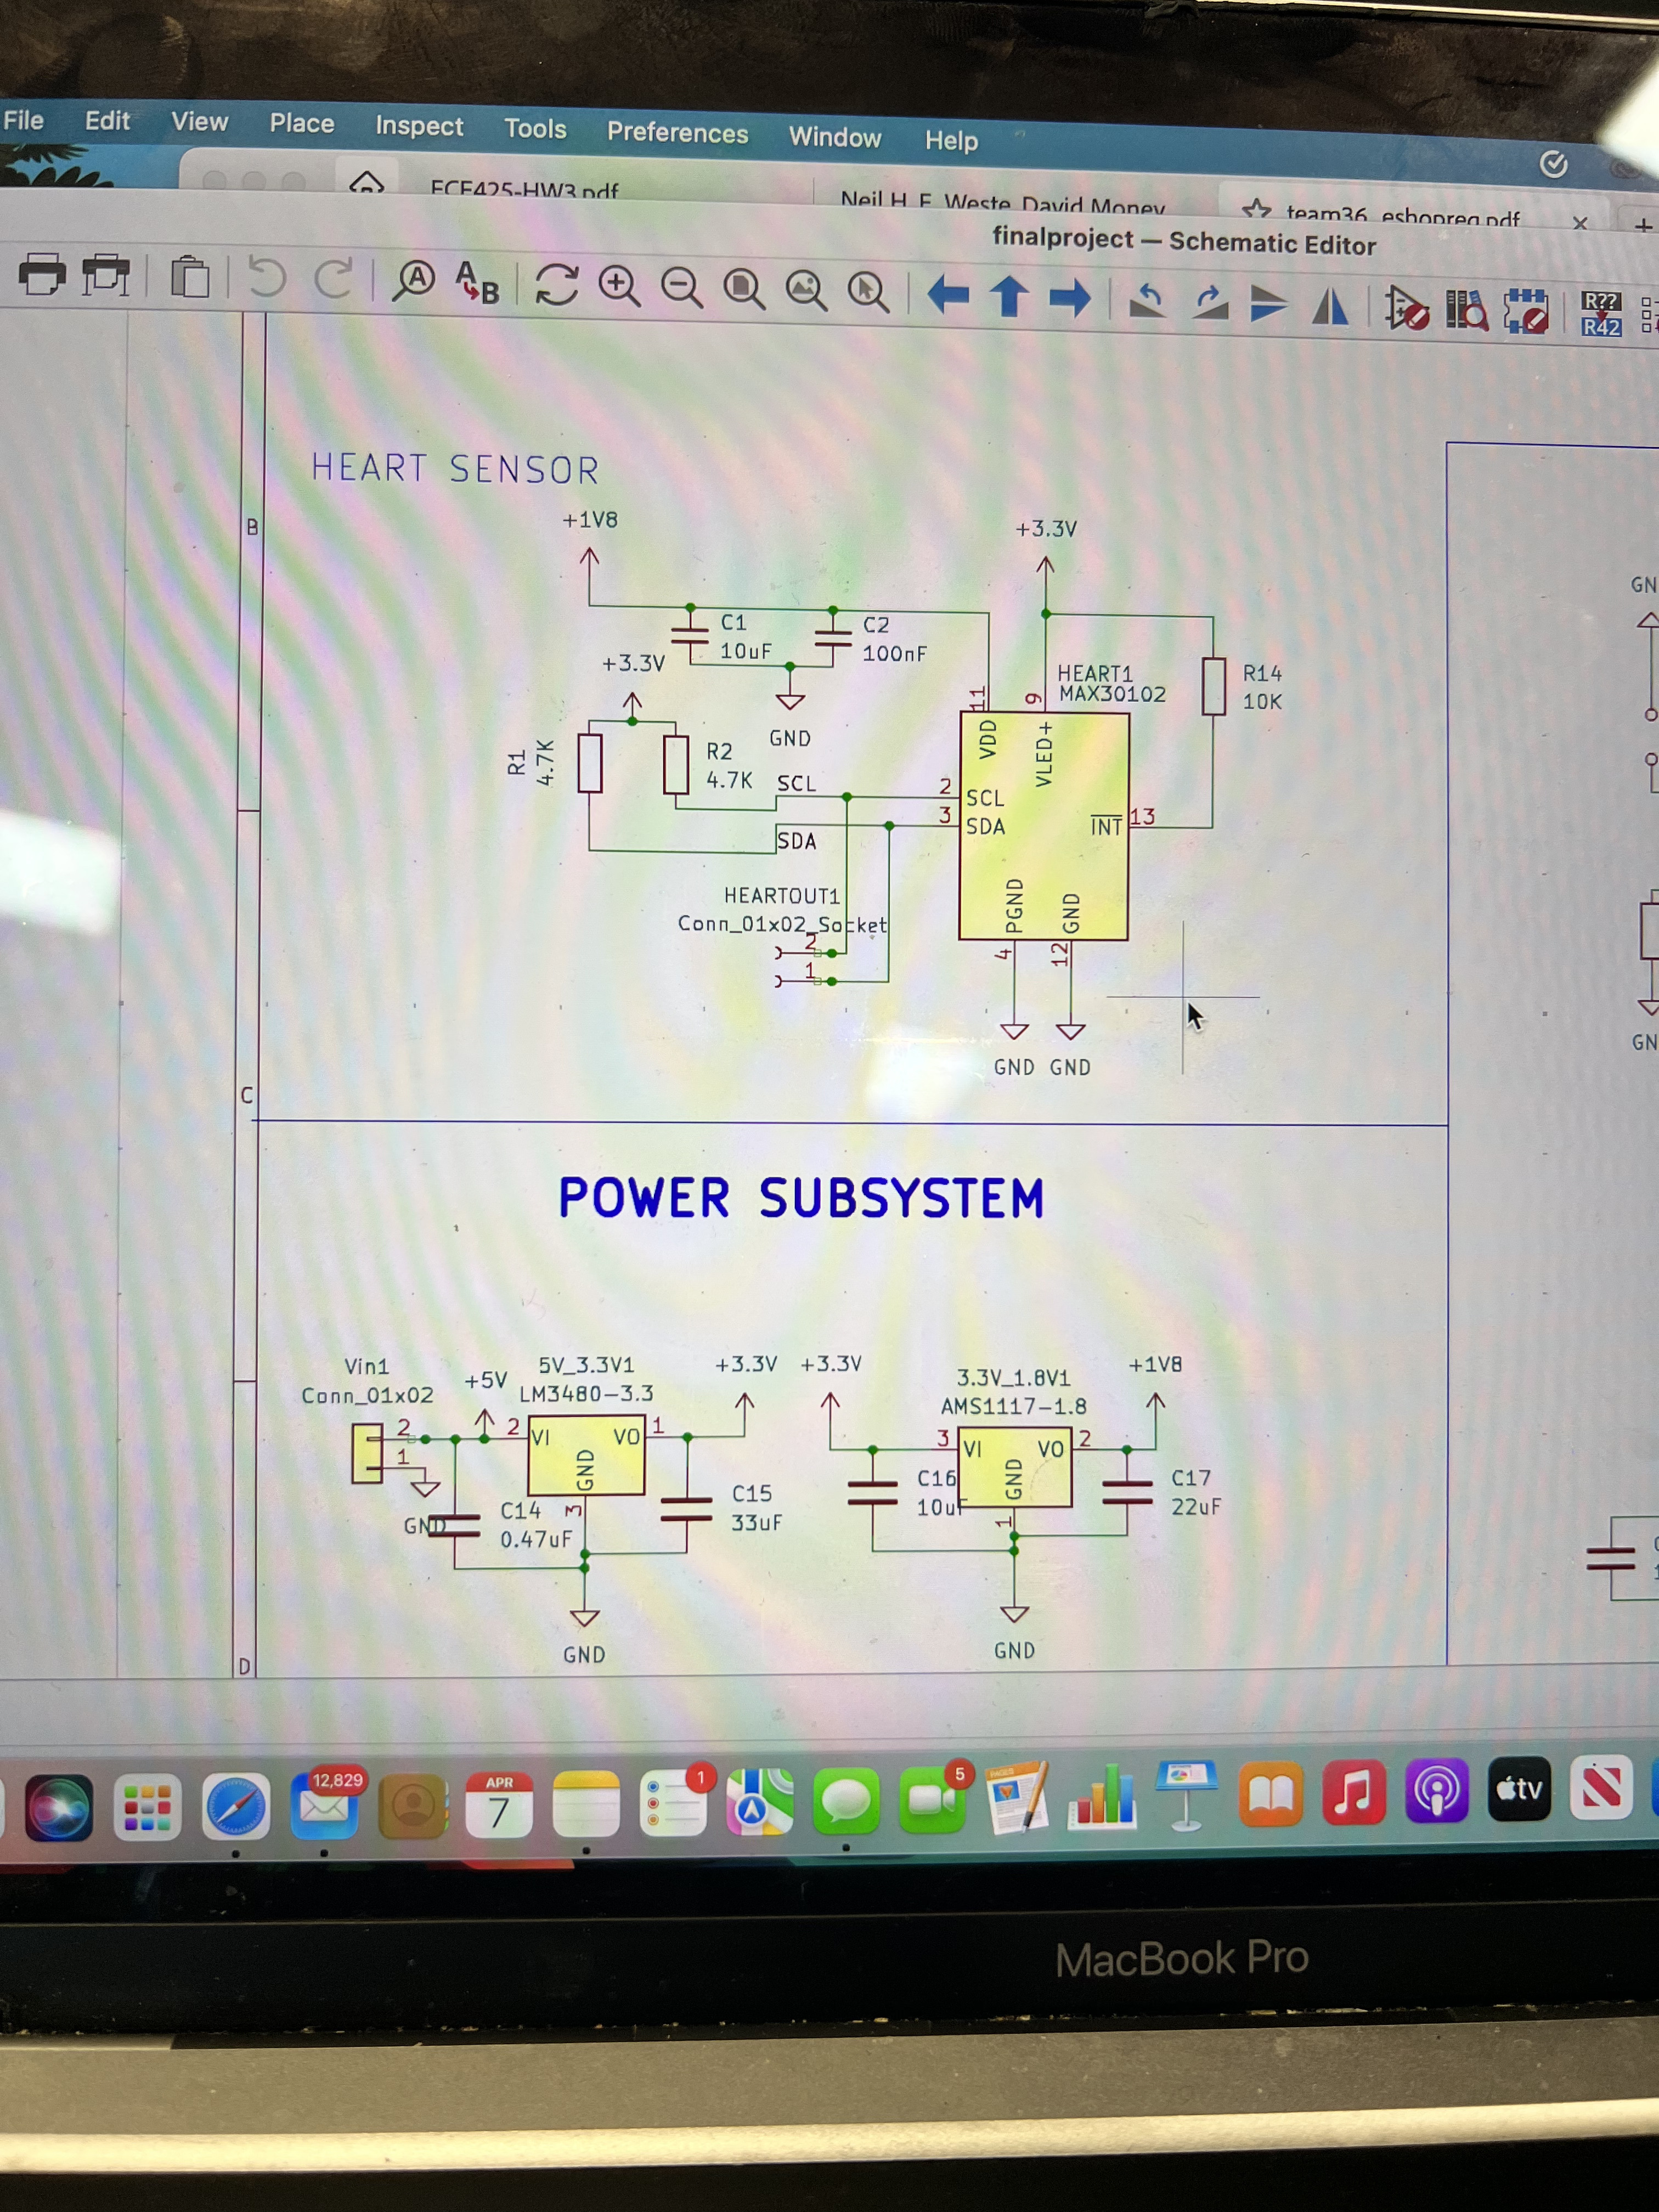 File Edit View Place Inspect Tools Preferences Window Help
ECE425-HW3.pdf
Neil H. E. Weste, David Money
team36_eshopreq.pdf
finalproject — Schematic Editor
A
A B
R??
R42
HEART SENSOR
B
+1V8
+3.3V
C1
10uF
C2
100nF
+3.3V
GND
HEART1
MAX30102
R14
10K
11
9
VDD
VLED+
R1
4.7K
R2
4.7K
SCL
2
SCL
3
SDA
INT
13
SDA
HEARTOUT1
Conn_01x02_Socket
2
1
PGND
GND
4
12
GND GND
C
POWER SUBSYSTEM
Vin1
Conn_01x02
+5V
5V_3.3V1
LM3480-3.3
+3.3V
+3.3V
3.3V_1.8V1
AMS1117-1.8
+1V8
2
1
2
VI
VO
1
GND
3
GND
C14
0.47uF
C15
33uF
3
VI
VO
2
GND
1
C16
10uF
C17
22uF
GND
GND
D
12,829
APR
7
1
5
PAGES
tv
MacBook Pro